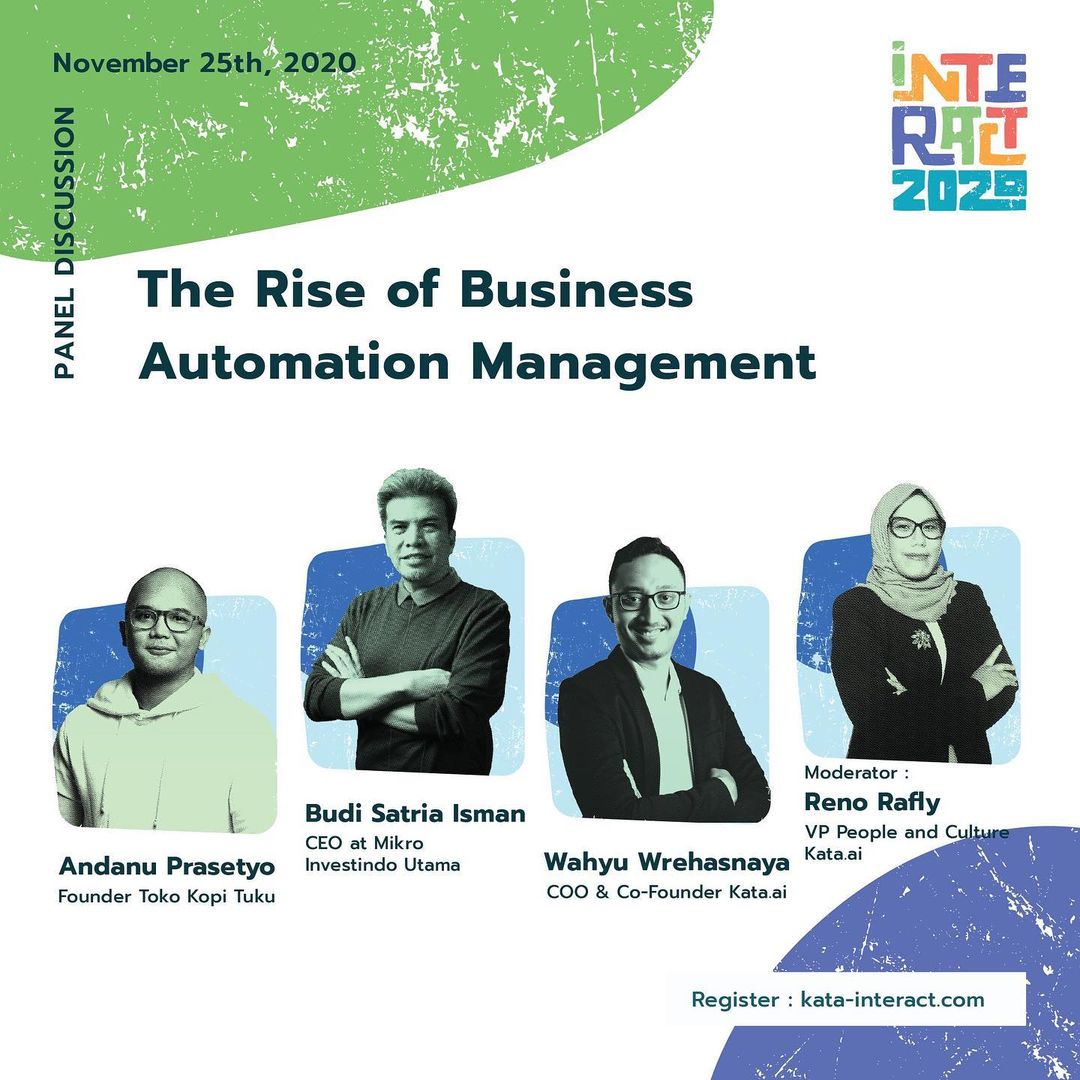 November 25th, 2020
INTE
RACT
2020
PANEL DISCUSSION
The Rise of Business
Automation Management
Andanu Prasetyo
Founder Toko Kopi Tuku
Budi Satria Isman
CEO at Mikro
Investindo Utama
Wahyu Wrehasnaya
COO & Co-Founder Kata.ai
Moderator :
Reno Rafly
VP People and Culture
Kata.ai
Register : kata-interact.com